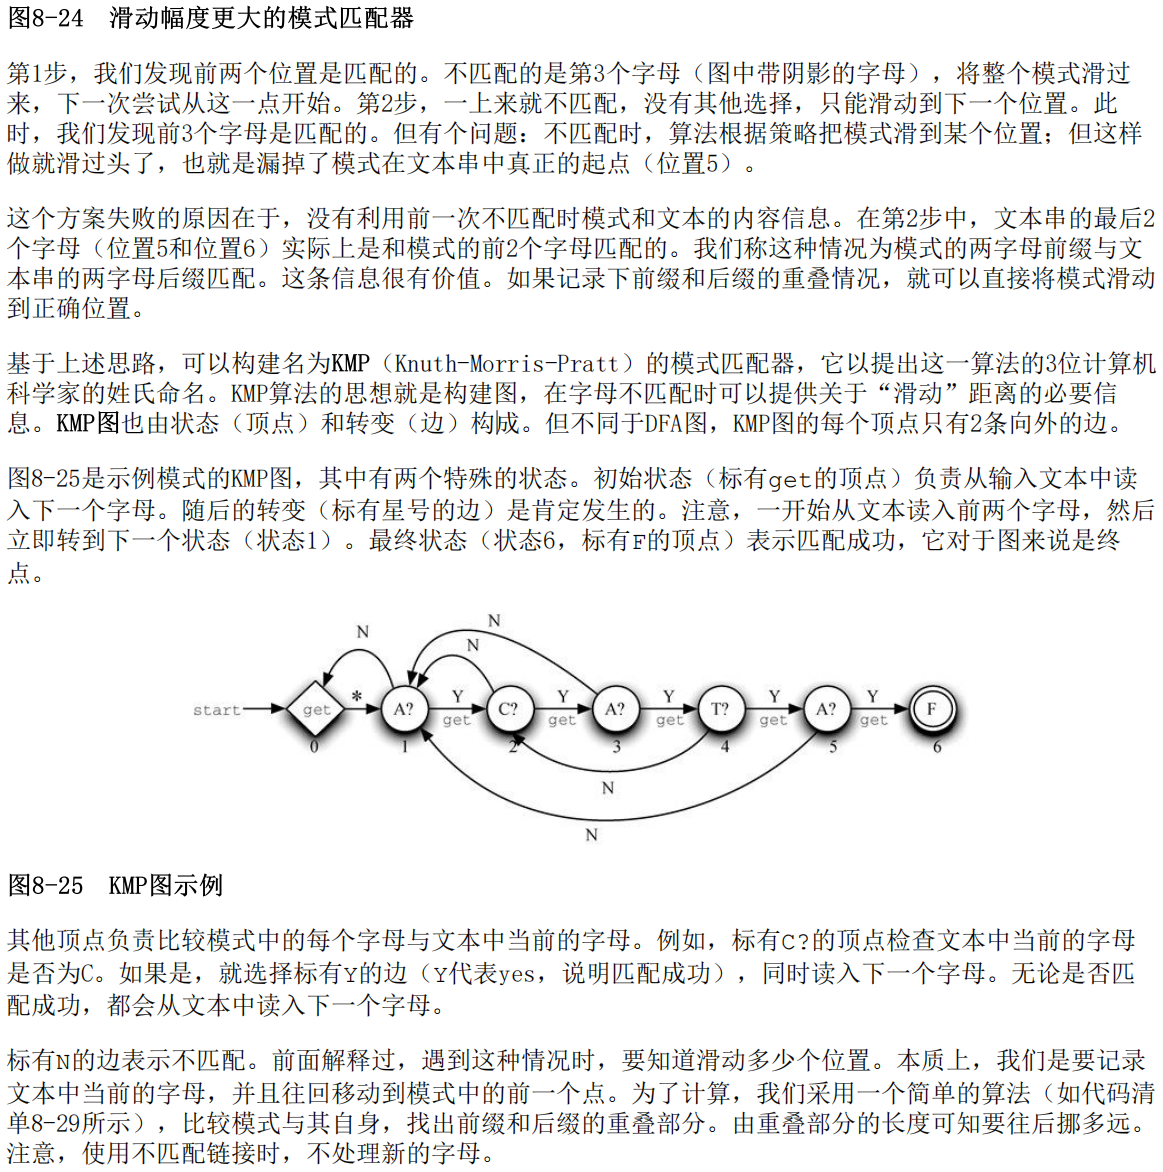 图8-24 滑动幅度更大的模式匹配器
第1步，我们发现前两个位置是匹配的。不匹配的是第3个字母（图中带阴影的字母），将整个模式滑过
来，下一次尝试从这一点开始。第2步，一上来就不匹配，没有其他选择，只能滑动到下一个位置。此
时，我们发现前3个字母是匹配的。但有个问题：不匹配时，算法根据策略把模式滑到某个位置；但这样
做就滑过头了，也就是漏掉了模式在文本串中真正的起点（位置5）。
这个方案失败的原因在于，没有利用前一次不匹配时模式和文本的内容信息。在第2步中，文本串的最后2
个字母（位置5和位置6）实际上是和模式的前2个字母匹配的。我们称这种情况为模式的两字母前缀与文
本串的两字母后缀匹配。这条信息很有价值。如果记录下前缀和后缀的重叠情况，就可以直接将模式滑动
到正确位置。
基于上述思路，可以构建名为KMP（Knuth-Morris-Pratt）的模式匹配器，它以提出这一算法的3位计算机
科学家的姓氏命名。KMP算法的思想就是构建图，在字母不匹配时可以提供关于“滑动”距离的必要信
息。KMP图也由状态（顶点）和转变（边）构成。但不同于DFA图，KMP图的每个顶点只有2条向外的边。
图8-25是示例模式的KMP图，其中有两个特殊的状态。初始状态（标有get的顶点）负责从输入文本中读
入下一个字母。随后的转变（标有星号的边）是肯定发生的。注意，一开始从文本读入前两个字母，然后
立即转到下一个状态（状态1）。最终状态（状态6，标有F的顶点）表示匹配成功，它对于图来说是终
点。
N
N
N
start
get
*
A?
Y
get
C?
Y
get
A?
Y
get
T?
Y
get
A?
Y
get
F
0
1
2
3
4
5
6
N
N
图8-25 KMP图示例
其他顶点负责比较模式中的每个字母与文本中当前的字母。例如，标有C?的顶点检查文本中当前的字母
是否为C。如果是，就选择标有Y的边（Y代表yes，说明匹配成功），同时读入下一个字母。无论是否匹
配成功，都会从文本中读入下一个字母。
标有N的边表示不匹配。前面解释过，遇到这种情况时，要知道滑动多少个位置。本质上，我们是要记录
文本中当前的字母，并且往回移动到模式中的前一个点。为了计算，我们采用一个简单的算法（如代码清
单8-29所示），比较模式与其自身，找出前缀和后缀的重叠部分。由重叠部分的长度可知要往后挪多远。
注意，使用不匹配链接时，不处理新的字母。